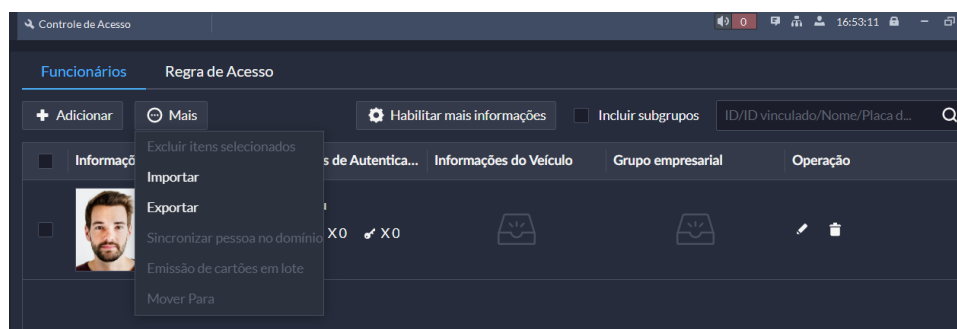 Controle de Acesso 0 16:53:11
Funcionários Regra de Acesso
Adicionar Mais Habilitar mais informações Incluir subgrupos ID/ID vinculado/Nome/Placa d...
Informaçõ s de Autentica... Informações do Veículo Grupo empresarial Operação
Excluir itens selecionados
Importar
Exportar
Sincronizar pessoa no domínio X 0 X 0
Emissão de cartões em lote
Mover Para